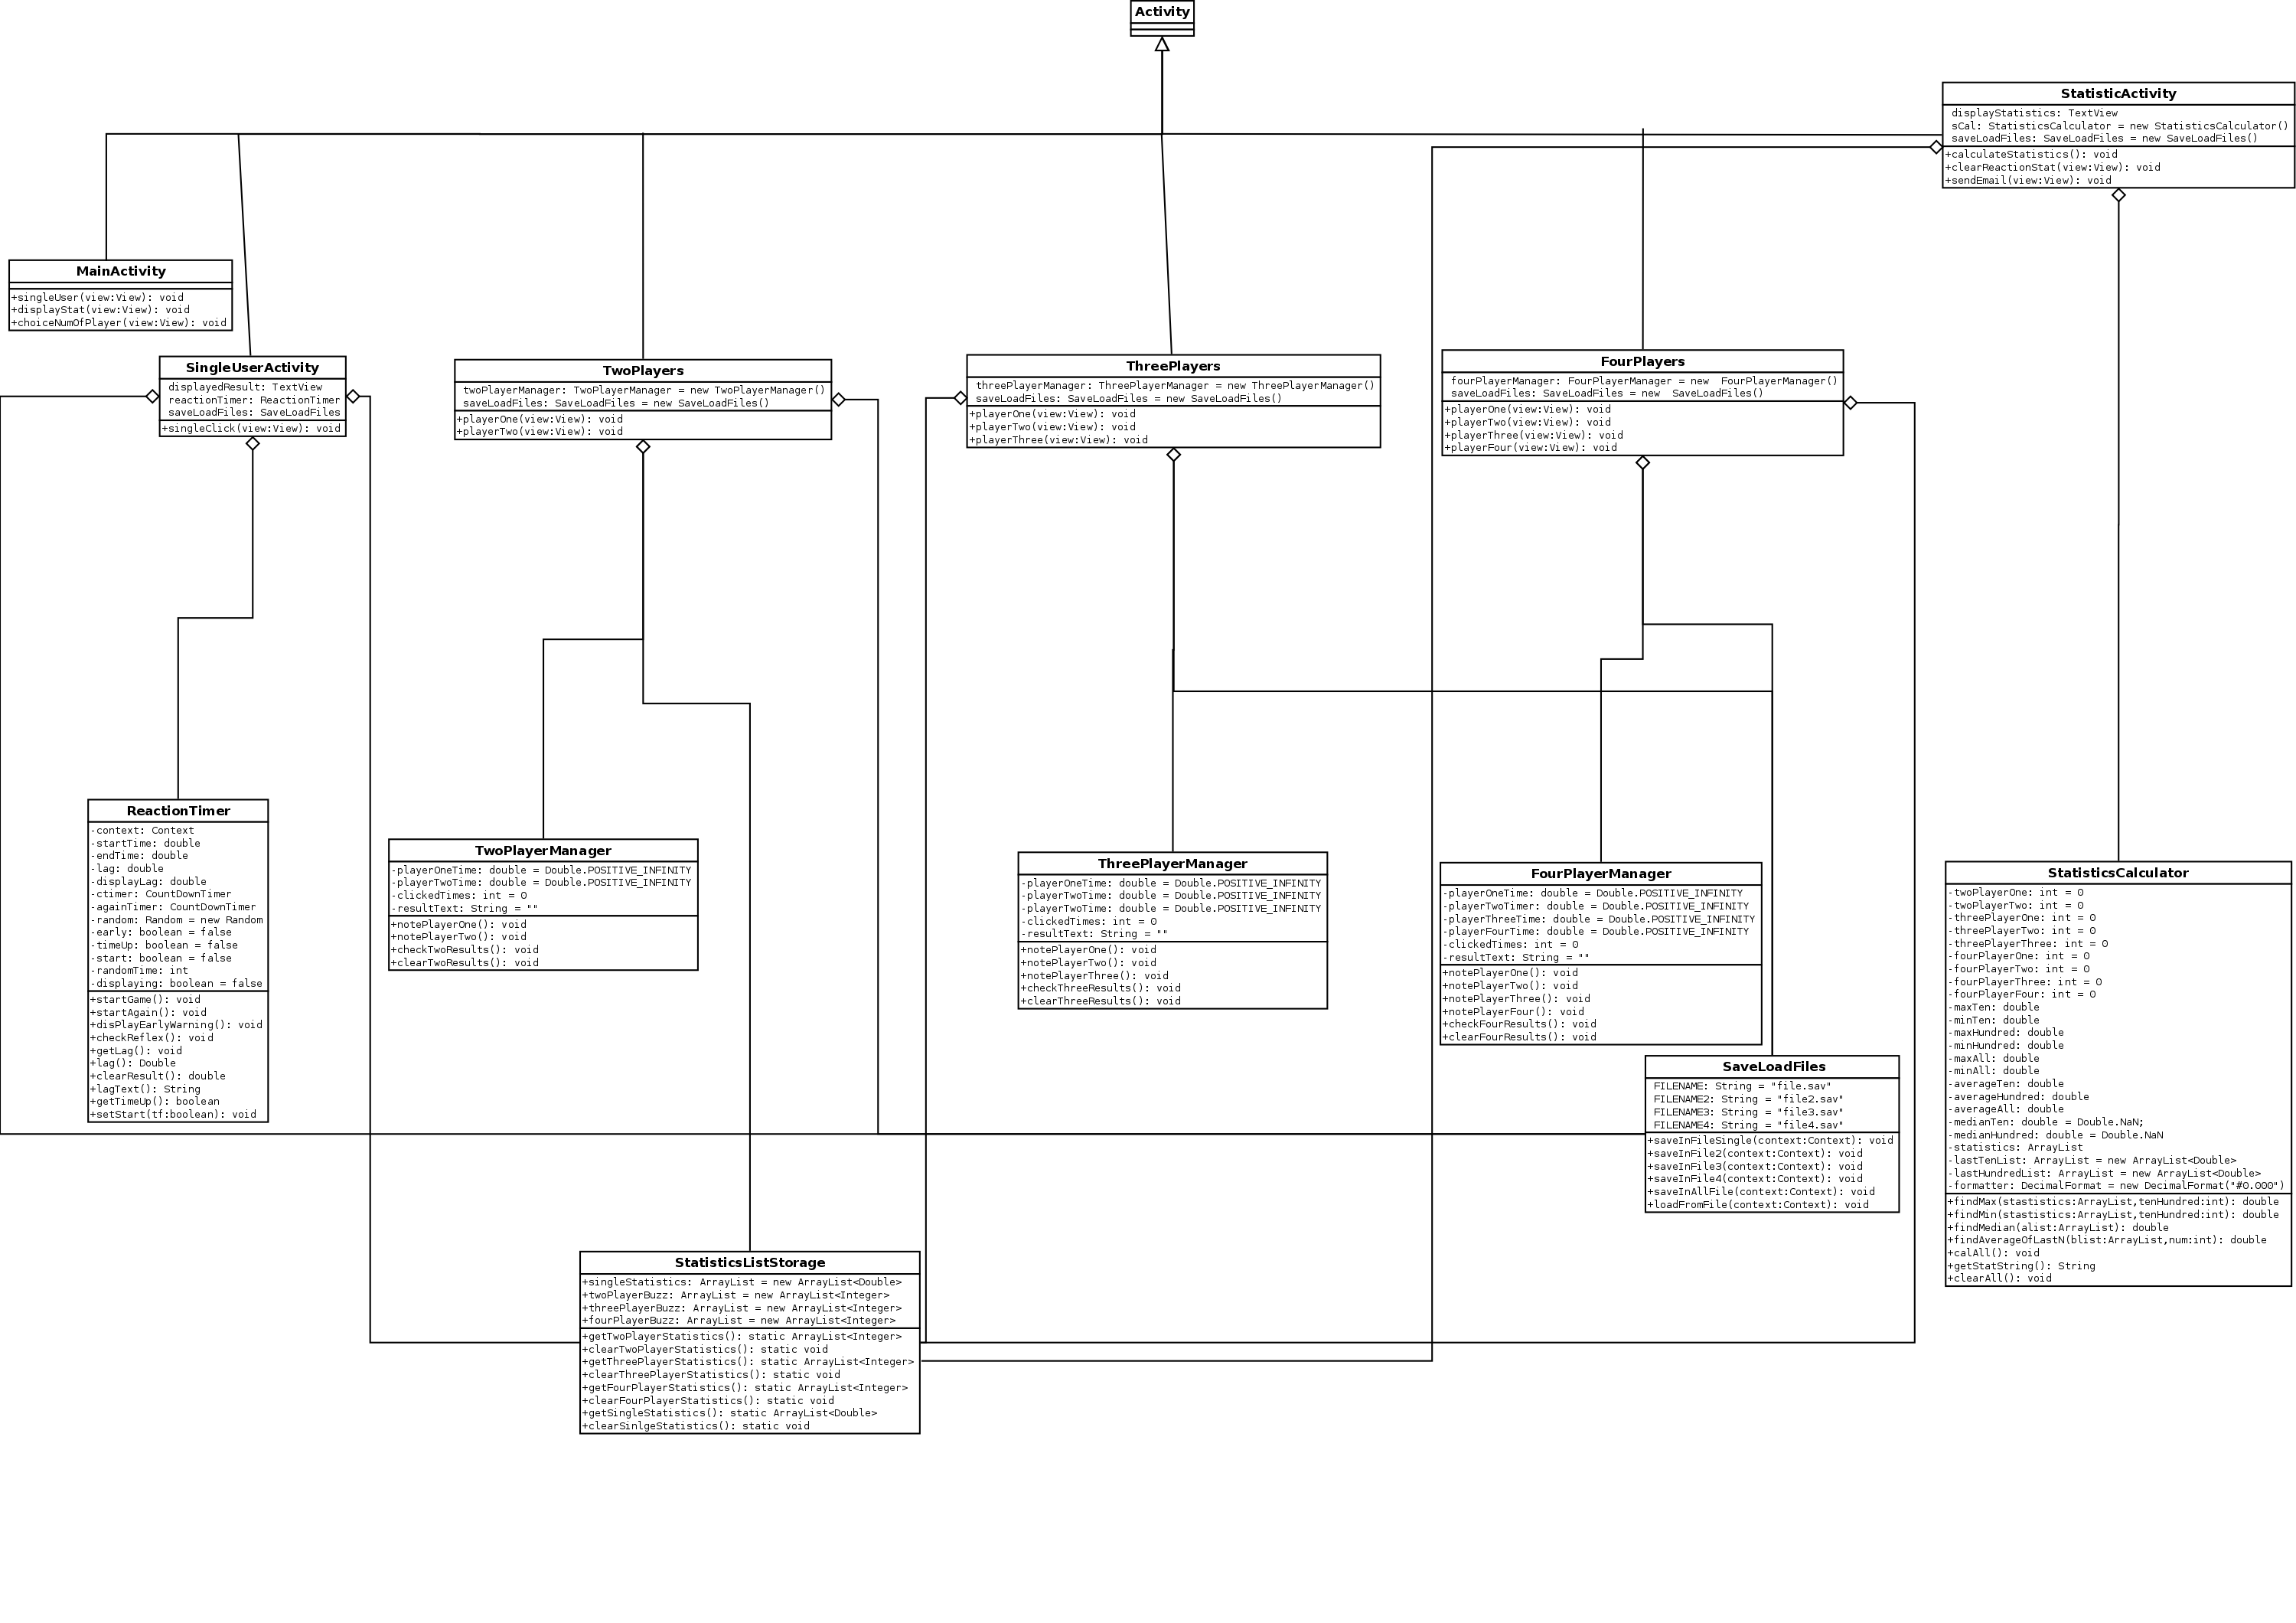 Activity
StatisticActivity
displayStatistics: TextView
sCal: StatisticsCalculator = new StatisticsCalculator()
saveLoadFiles: SaveLoadFiles = new SaveLoadFiles()
+calculateStatistics(): void
+clearReactionStat(view:View): void
+sendEmail(view:View): void
MainActivity
+singleUser(view:View): void
+displayStat(view:View): void
+choiceNumOfPlayer(view:View): void
SingleUserActivity
displayedResult: TextView
reactionTimer: ReactionTimer
saveLoadFiles: SaveLoadFiles
+singleClick(view:View): void
TwoPlayers
twoPlayerManager: TwoPlayerManager = new TwoPlayerManager()
saveLoadFiles: SaveLoadFiles = new SaveLoadFiles()
+playerOne(view:View): void
+playerTwo(view:View): void
ThreePlayers
threePlayerManager: ThreePlayerManager = new ThreePlayerManager()
saveLoadFiles: SaveLoadFiles = new SaveLoadFiles()
+playerOne(view:View): void
+playerTwo(view:View): void
+playerThree(view:View): void
FourPlayers
fourPlayerManager: FourPlayerManager = new  FourPlayerManager()
saveLoadFiles: SaveLoadFiles = new  SaveLoadFiles()
+playerOne(view:View): void
+playerTwo(view:View): void
+playerThree(view:View): void
+playerFour(view:View): void
ReactionTimer
-context: Context
-startTime: double
-endTime: double
-lag: double
-displayLag: double
-ctimer: CountDownTimer
-againTimer: CountDownTimer
-random: Random = new Random
-early: boolean = false
-timeUp: boolean = false
-start: boolean = false
-randomTime: int
-displaying: boolean = false
+startGame(): void
+startAgain(): void
+disPlayEarlyWarning(): void
+checkReflex(): void
+getLag(): void
+lag(): Double
+clearResult(): double
+lagText(): String
+getTimeUp(): boolean
+setStart(tf:boolean): void
TwoPlayerManager
-playerOneTime: double = Double.POSITIVE_INFINITY
-playerTwoTime: double = Double.POSITIVE_INFINITY
-clickedTimes: int = 0
-resultText: String = ""
+notePlayerOne(): void
+notePlayerTwo(): void
+checkTwoResults(): void
+clearTwoResults(): void
ThreePlayerManager
-playerOneTime: double = Double.POSITIVE_INFINITY
-playerTwoTime: double = Double.POSITIVE_INFINITY
-playerTwoTime: double = Double.POSITIVE_INFINITY
-clickedTimes: int = 0
-resultText: String = ""
+notePlayerOne(): void
+notePlayerTwo(): void
+notePlayerThree(): void
+checkThreeResults(): void
+clearThreeResults(): void
FourPlayerManager
-playerOneTime: double = Double.POSITIVE_INFINITY
-playerTwoTimer: double = Double.POSITIVE_INFINITY
-playerThreeTime: double = Double.POSITIVE_INFINITY
-playerFourTime: double = Double.POSITIVE_INFINITY
-clickedTimes: int = 0
-resultText: String = ""
+notePlayerOne(): void
+notePlayerTwo(): void
+notePlayerThree(): void
+notePlayerFour(): void
+checkFourResults(): void
+clearFourResults(): void
StatisticsCalculator
-twoPlayerOne: int = 0
-twoPlayerTwo: int = 0
-threePlayerOne: int = 0
-threePlayerTwo: int = 0
-threePlayerThree: int = 0
-fourPlayerOne: int = 0
-fourPlayerTwo: int = 0
-fourPlayerThree: int = 0
-fourPlayerFour: int = 0
-maxTen: double
-minTen: double
-maxHundred: double
-minHundred: double
-maxAll: double
-minAll: double
-averageTen: double
-averageHundred: double
-averageAll: double
-medianTen: double = Double.NaN;
-medianHundred: double = Double.NaN
-statistics: ArrayList
-lastTenList: ArrayList = new ArrayList<Double>
-lastHundredList: ArrayList = new ArrayList<Double>
-formatter: DecimalFormat = new DecimalFormat("#0.000")
+findMax(stastistics:ArrayList,tenHundred:int): double
+findMin(stastistics:ArrayList,tenHundred:int): double
+findMedian(alist:ArrayList): double
+findAverageOfLastN(blist:ArrayList,num:int): double
+calAll(): void
+getStatString(): String
+clearAll(): void
SaveLoadFiles
FILENAME: String = "file.sav"
FILENAME2: String = "file2.sav"
FILENAME3: String = "file3.sav"
FILENAME4: String = "file4.sav"
+saveInFileSingle(context:Context): void
+saveInFile2(context:Context): void
+saveInFile3(context:Context): void
+saveInFile4(context:Context): void
+saveInAllFile(context:Context): void
+loadFromFile(context:Context): void
StatisticsListStorage
+singleStatistics: ArrayList = new ArrayList<Double>
+twoPlayerBuzz: ArrayList = new ArrayList<Integer>
+threePlayerBuzz: ArrayList = new ArrayList<Integer>
+fourPlayerBuzz: ArrayList = new ArrayList<Integer>
+getTwoPlayerStatistics(): static ArrayList<Integer>
+clearTwoPlayerStatistics(): static void
+getThreePlayerStatistics(): static ArrayList<Integer>
+clearThreePlayerStatistics(): static void
+getFourPlayerStatistics(): static ArrayList<Integer>
+clearFourPlayerStatistics(): static void
+getSingleStatistics(): static ArrayList<Double>
+clearSinlgeStatistics(): static void